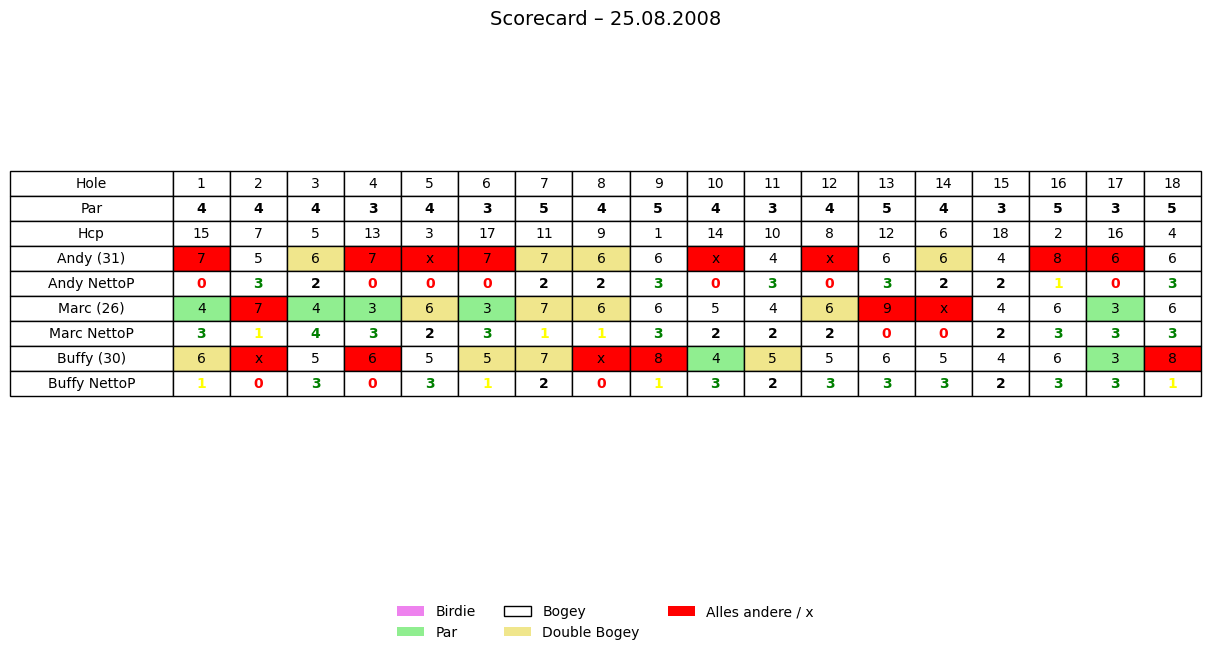 Scorecard – 25.08.2008
Hole 1 2 3 4 5 6 7 8 9 10 11 12 13 14 15 16 17 18
Par 4 4 4 3 4 3 5 4 5 4 3 4 5 4 3 5 3 5
Hcp 15 7 5 13 3 17 11 9 1 14 10 8 12 6 18 2 16 4
Andy (31) 7 5 6 7 x 7 7 6 6 x 4 x 6 6 4 8 6 6
Andy NettoP 0 3 2 0 0 0 2 2 3 0 3 0 3 2 2 1 0 3
Marc (26) 4 7 4 3 6 3 7 6 6 5 4 6 9 x 4 6 3 6
Marc NettoP 3 1 4 3 2 3 1 1 3 2 2 2 0 0 2 3 3 3
Buffy (30) 6 x 5 6 5 5 7 x 8 4 5 5 6 5 4 6 3 8
Buffy NettoP 1 0 3 0 3 1 2 0 1 3 2 3 3 3 2 3 3 1
Birdie Bogey Alles andere / x
Par Double Bogey